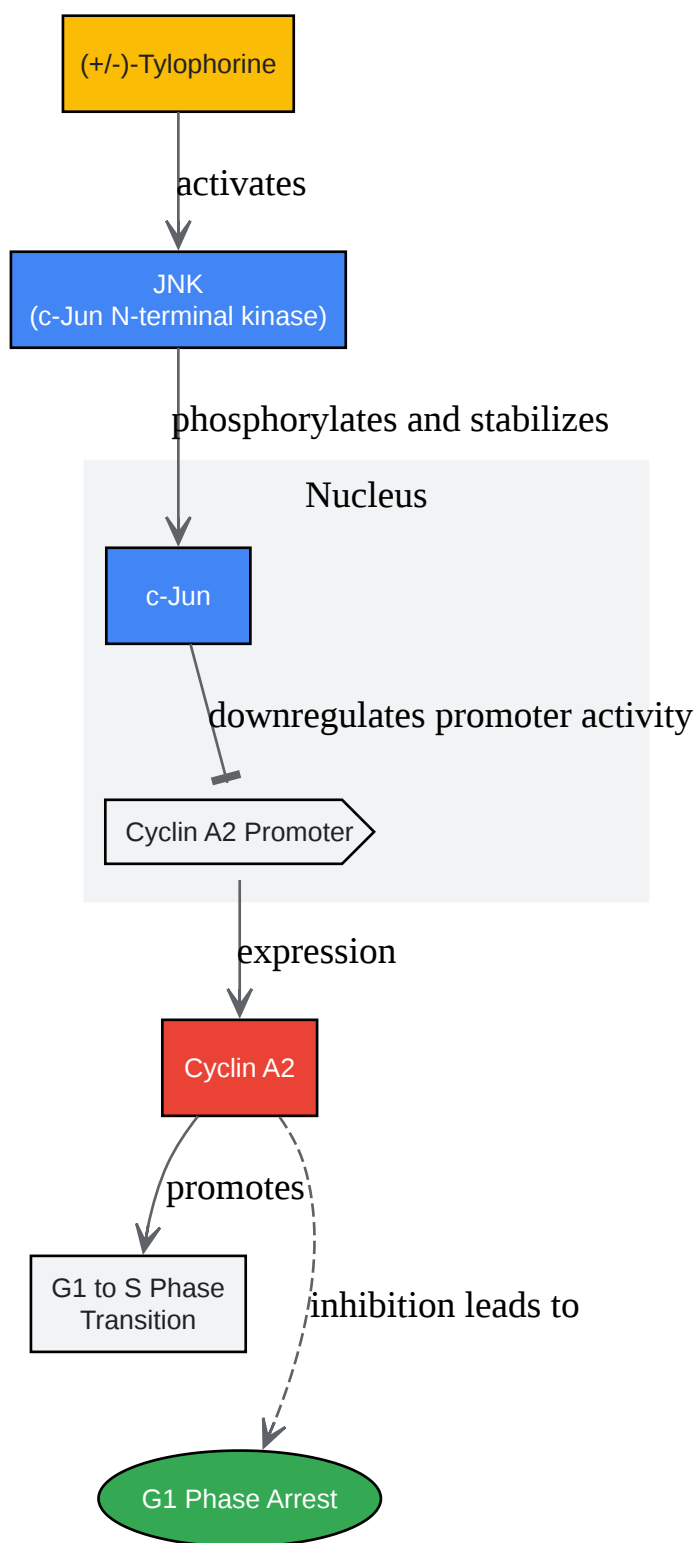 (+/-)-Tylophorine
activates
JNK
(c-Jun N-terminal kinase)
phosphorylates and stabilizes
Nucleus
c-Jun
downregulates promoter activity
Cyclin A2 Promoter
expression
Cyclin A2
promotes
G1 to S Phase
Transition
inhibition leads to
G1 Phase Arrest